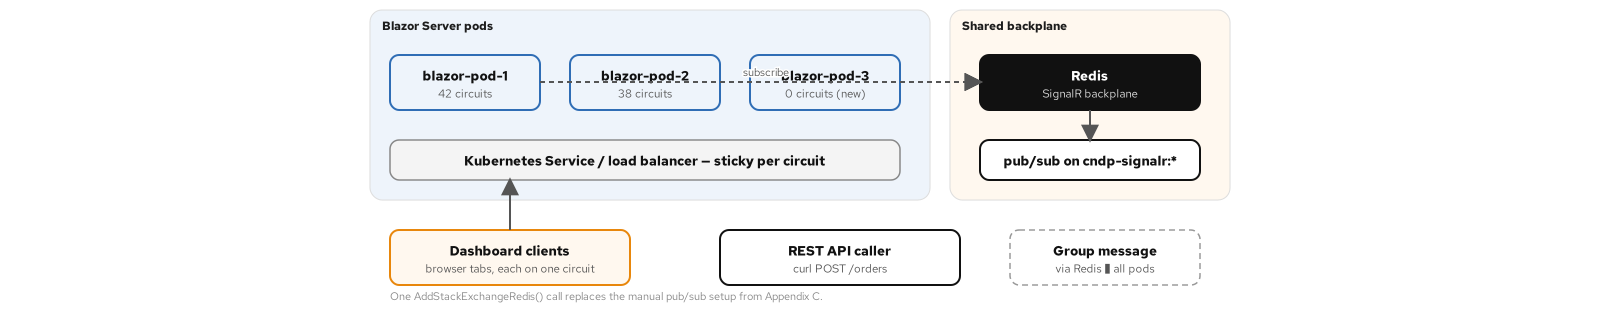 Blazor Server pods
Shared backplane
blazor-pod-1
42 circuits
blazor-pod-2
38 circuits
subscribe
blazor-pod-3
0 circuits (new)
Redis
SignalR backplane
Kubernetes Service / load balancer — sticky per circuit
pub/sub on cndp-signalr:*
Dashboard clients
browser tabs, each on one circuit
REST API caller
curl POST /orders
Group message
via Redis ▮ all pods
One AddStackExchangeRedis() call replaces the manual pub/sub setup from Appendix C.